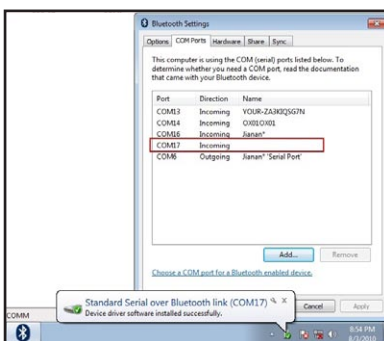 Bluetooth Settings
Options COM Ports Hardware Share Sync
This computer is using the COM (serial) ports listed below. To
determine whether you need a COM port, read the documentation
that came with your Bluetooth device.
Port Direction Name
COM13 Incoming YOUR-ZA3KIQSG7N
COM14 Incoming OX01OX01
COM16 Incoming Jianan*
COM17 Incoming
COM6 Outgoing Jianan* 'Serial Port'
Add... Remove
Choose a COM port for a Bluetooth enabled device.
Cancel Apply
Standard Serial over Bluetooth link (COM17)
Device driver software installed successfully.
COMM
8:54 PM
8/3/2010